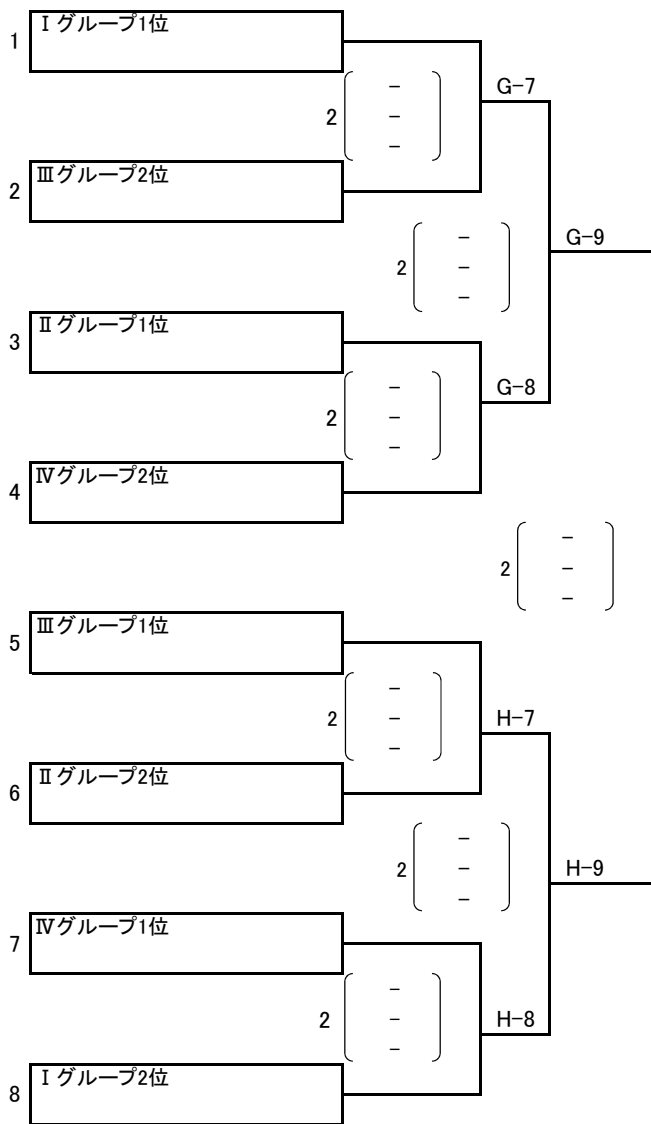 1 Ⅰグループ1位
G-7
-
2 -
-
2 Ⅲグループ2位
G-9
-
2 -
-
3 Ⅱグループ1位
G-8
-
2 -
-
4 Ⅳグループ2位
-
2 -
-
5 Ⅲグループ1位
-
2 -
-
H-7
6 Ⅱグループ2位
-
2 -
-
H-9
7 Ⅳグループ1位
-
2 -
-
H-8
8 Ⅰグループ2位